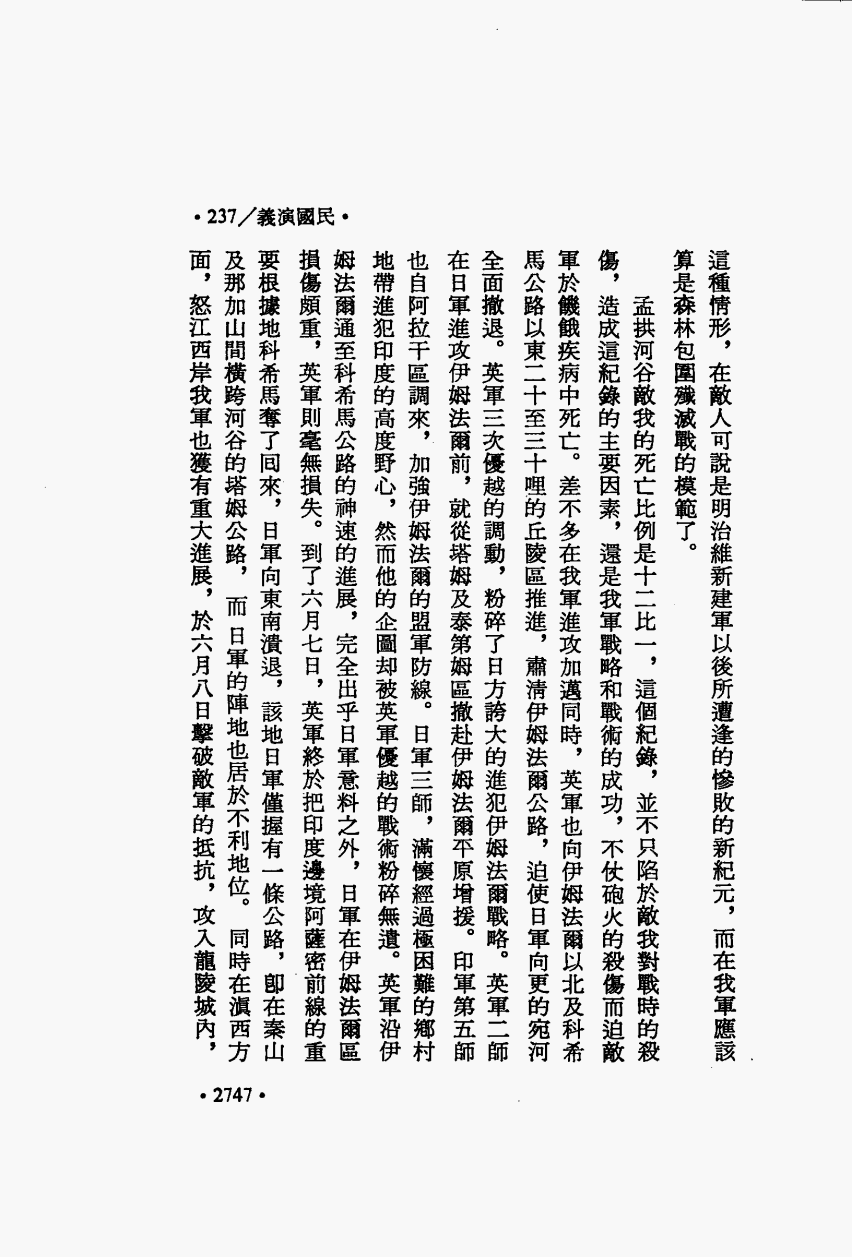 •237/義演國民•
這種情形，在敵人可說是明治維新建軍以後所遭逢的慘敗的新紀元，而在我軍應該
算是森林包圍殲滅戰的模範了。
孟拱河谷敵我的死亡比例是十二比一，這個紀錄，並不只陷於敵我對戰時的殺
傷，造成這紀錄的主要因素，還是我軍戰略和戰術的成功，不仗砲火的殺傷而迫敵
軍於饑餓疾病中死亡。差不多在我軍進攻加邁同時，英軍也向伊姆法爾以北及科希
馬公路以東二十至三十哩的丘陵區推進，肅清伊姆法爾公路，迫使日軍向更的宛河
全面撤退。英軍三次優越的調動，粉碎了日方誇大的進犯伊姆法爾戰略。英軍二師
在日軍進攻伊姆法爾前，就從塔姆及泰第姆區撤赴伊姆法爾平原增援。印軍第五師
也自阿拉干區調來，加強伊姆法爾的盟軍防線。日軍三師，滿懷經過極困難的鄉村
地帶進犯印度的高度野心，然而他的企圖却被英軍優越的戰術粉碎無遺。英軍沿伊
姆法爾通至科希馬公路的神速的進展，完全出乎日軍意料之外，日軍在伊姆法爾區
損傷頗重，英軍則毫無損失。到了六月七日，英軍終於把印度邊境阿薩密前線的重
要根據地科希馬奪了回來，日軍向東南潰退，該地日軍僅握有一條公路，卽在秦山
及那加山間橫跨河谷的塔姆公路，而日軍的陣地也居於不利地位。同時在滇西方
面，怒江西岸我軍也獲有重大進展，於六月八日擊破敵軍的抵抗，攻入龍陵城內，
•2747•